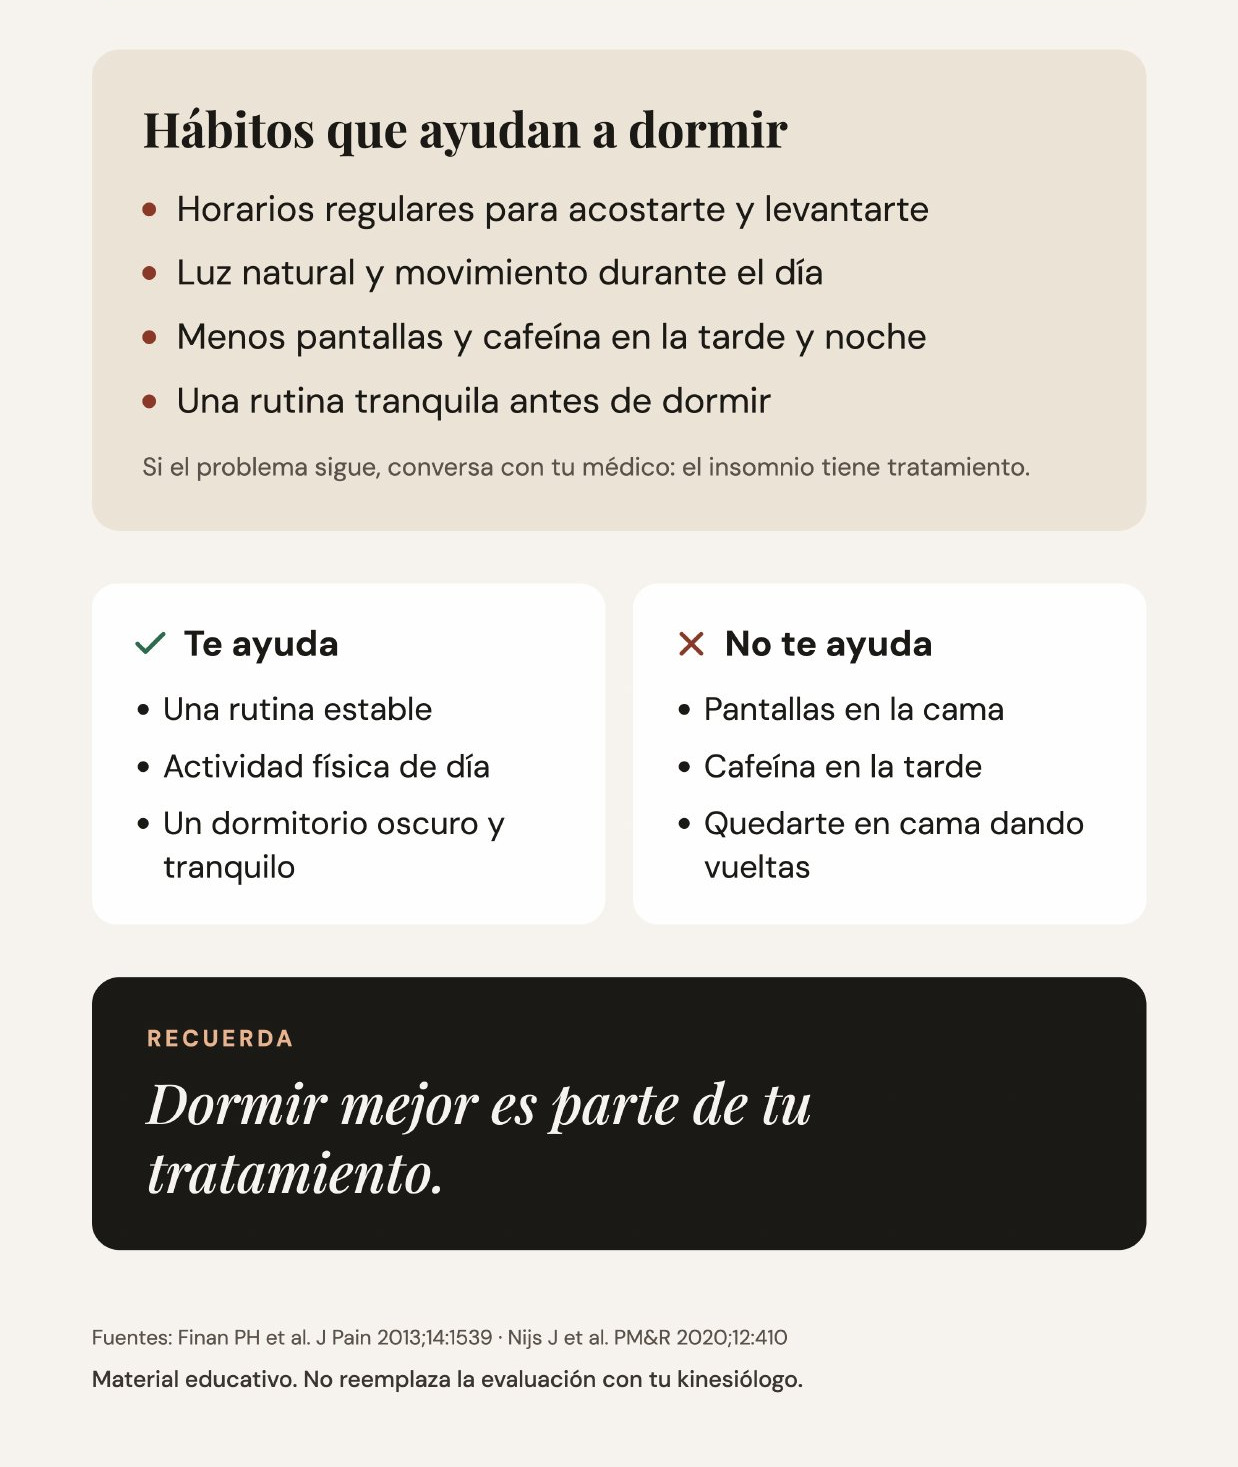 Hábitos que ayudan a dormir
• Horarios regulares para acostarte y levantarte
• Luz natural y movimiento durante el día
• Menos pantallas y cafeína en la tarde y noche
• Una rutina tranquila antes de dormir
Si el problema sigue, conversa con tu médico: el insomnio tiene tratamiento.
✓ Te ayuda
• Una rutina estable
• Actividad física de día
• Un dormitorio oscuro y
tranquilo
✕ No te ayuda
• Pantallas en la cama
• Cafeína en la tarde
• Quedarte en cama dando
vueltas
RECUERDA
Dormir mejor es parte de tu
tratamiento.
Fuentes: Finan PH et al. J Pain 2013;14:1539 · Nijs J et al. PM&R 2020;12:410
Material educativo. No reemplaza la evaluación con tu kinesiólogo.